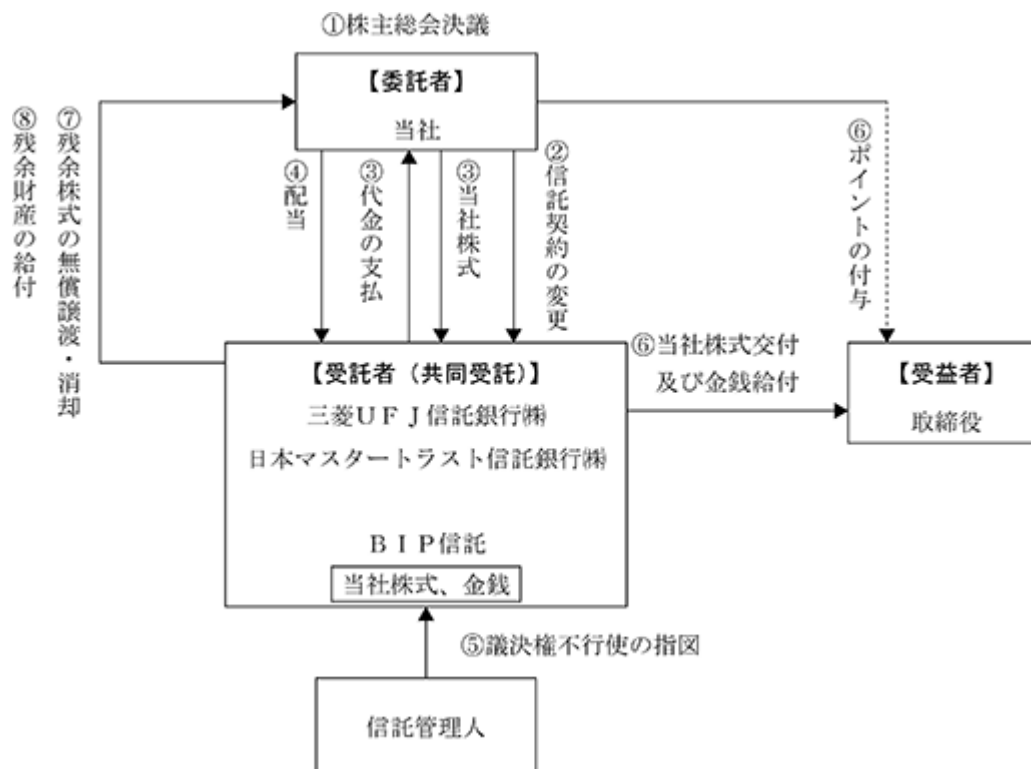 ①株主総会決議
【委託者】
当社
⑧残余財産の給付
⑦残余株式の無償譲渡・消却
④配当
③代金の支払
③当社株式
②信託契約の変更
⑥ポイントの付与
【受託者（共同受託）】
三菱ＵＦＪ信託銀行㈱
日本マスタートラスト信託銀行㈱
ＢＩＰ信託
当社株式、金銭
⑥当社株式交付
及び金銭給付
【受益者】
取締役
⑤議決権不行使の指図
信託管理人